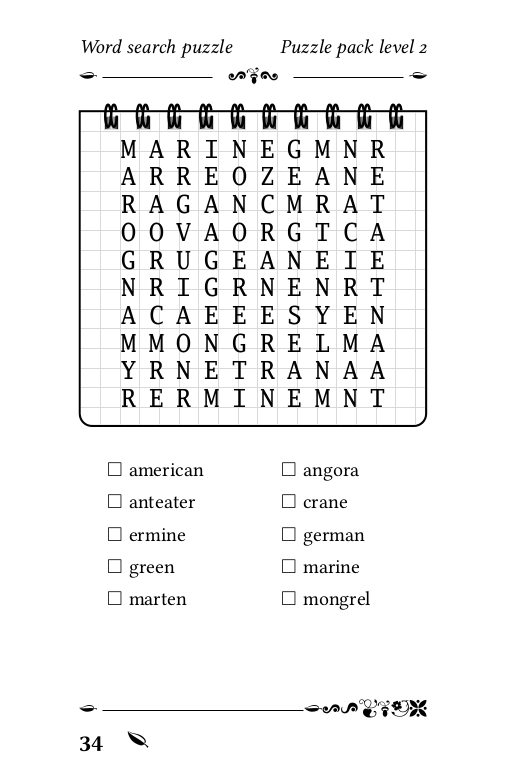 Word search puzzle Puzzle pack level 2
M A R I N E G M N R
A R R E O Z E A N E
R A G A N C M R A T
O O V A O R G T C A
G R U G E A N E I E
N R I G R N E N R T
A C A E E E S Y E N
M M O N G R E L M A
Y R N E T R A N A A
R E R M I N E M N T
american
anteater
ermine
green
marten
angora
crane
german
marine
mongrel
34